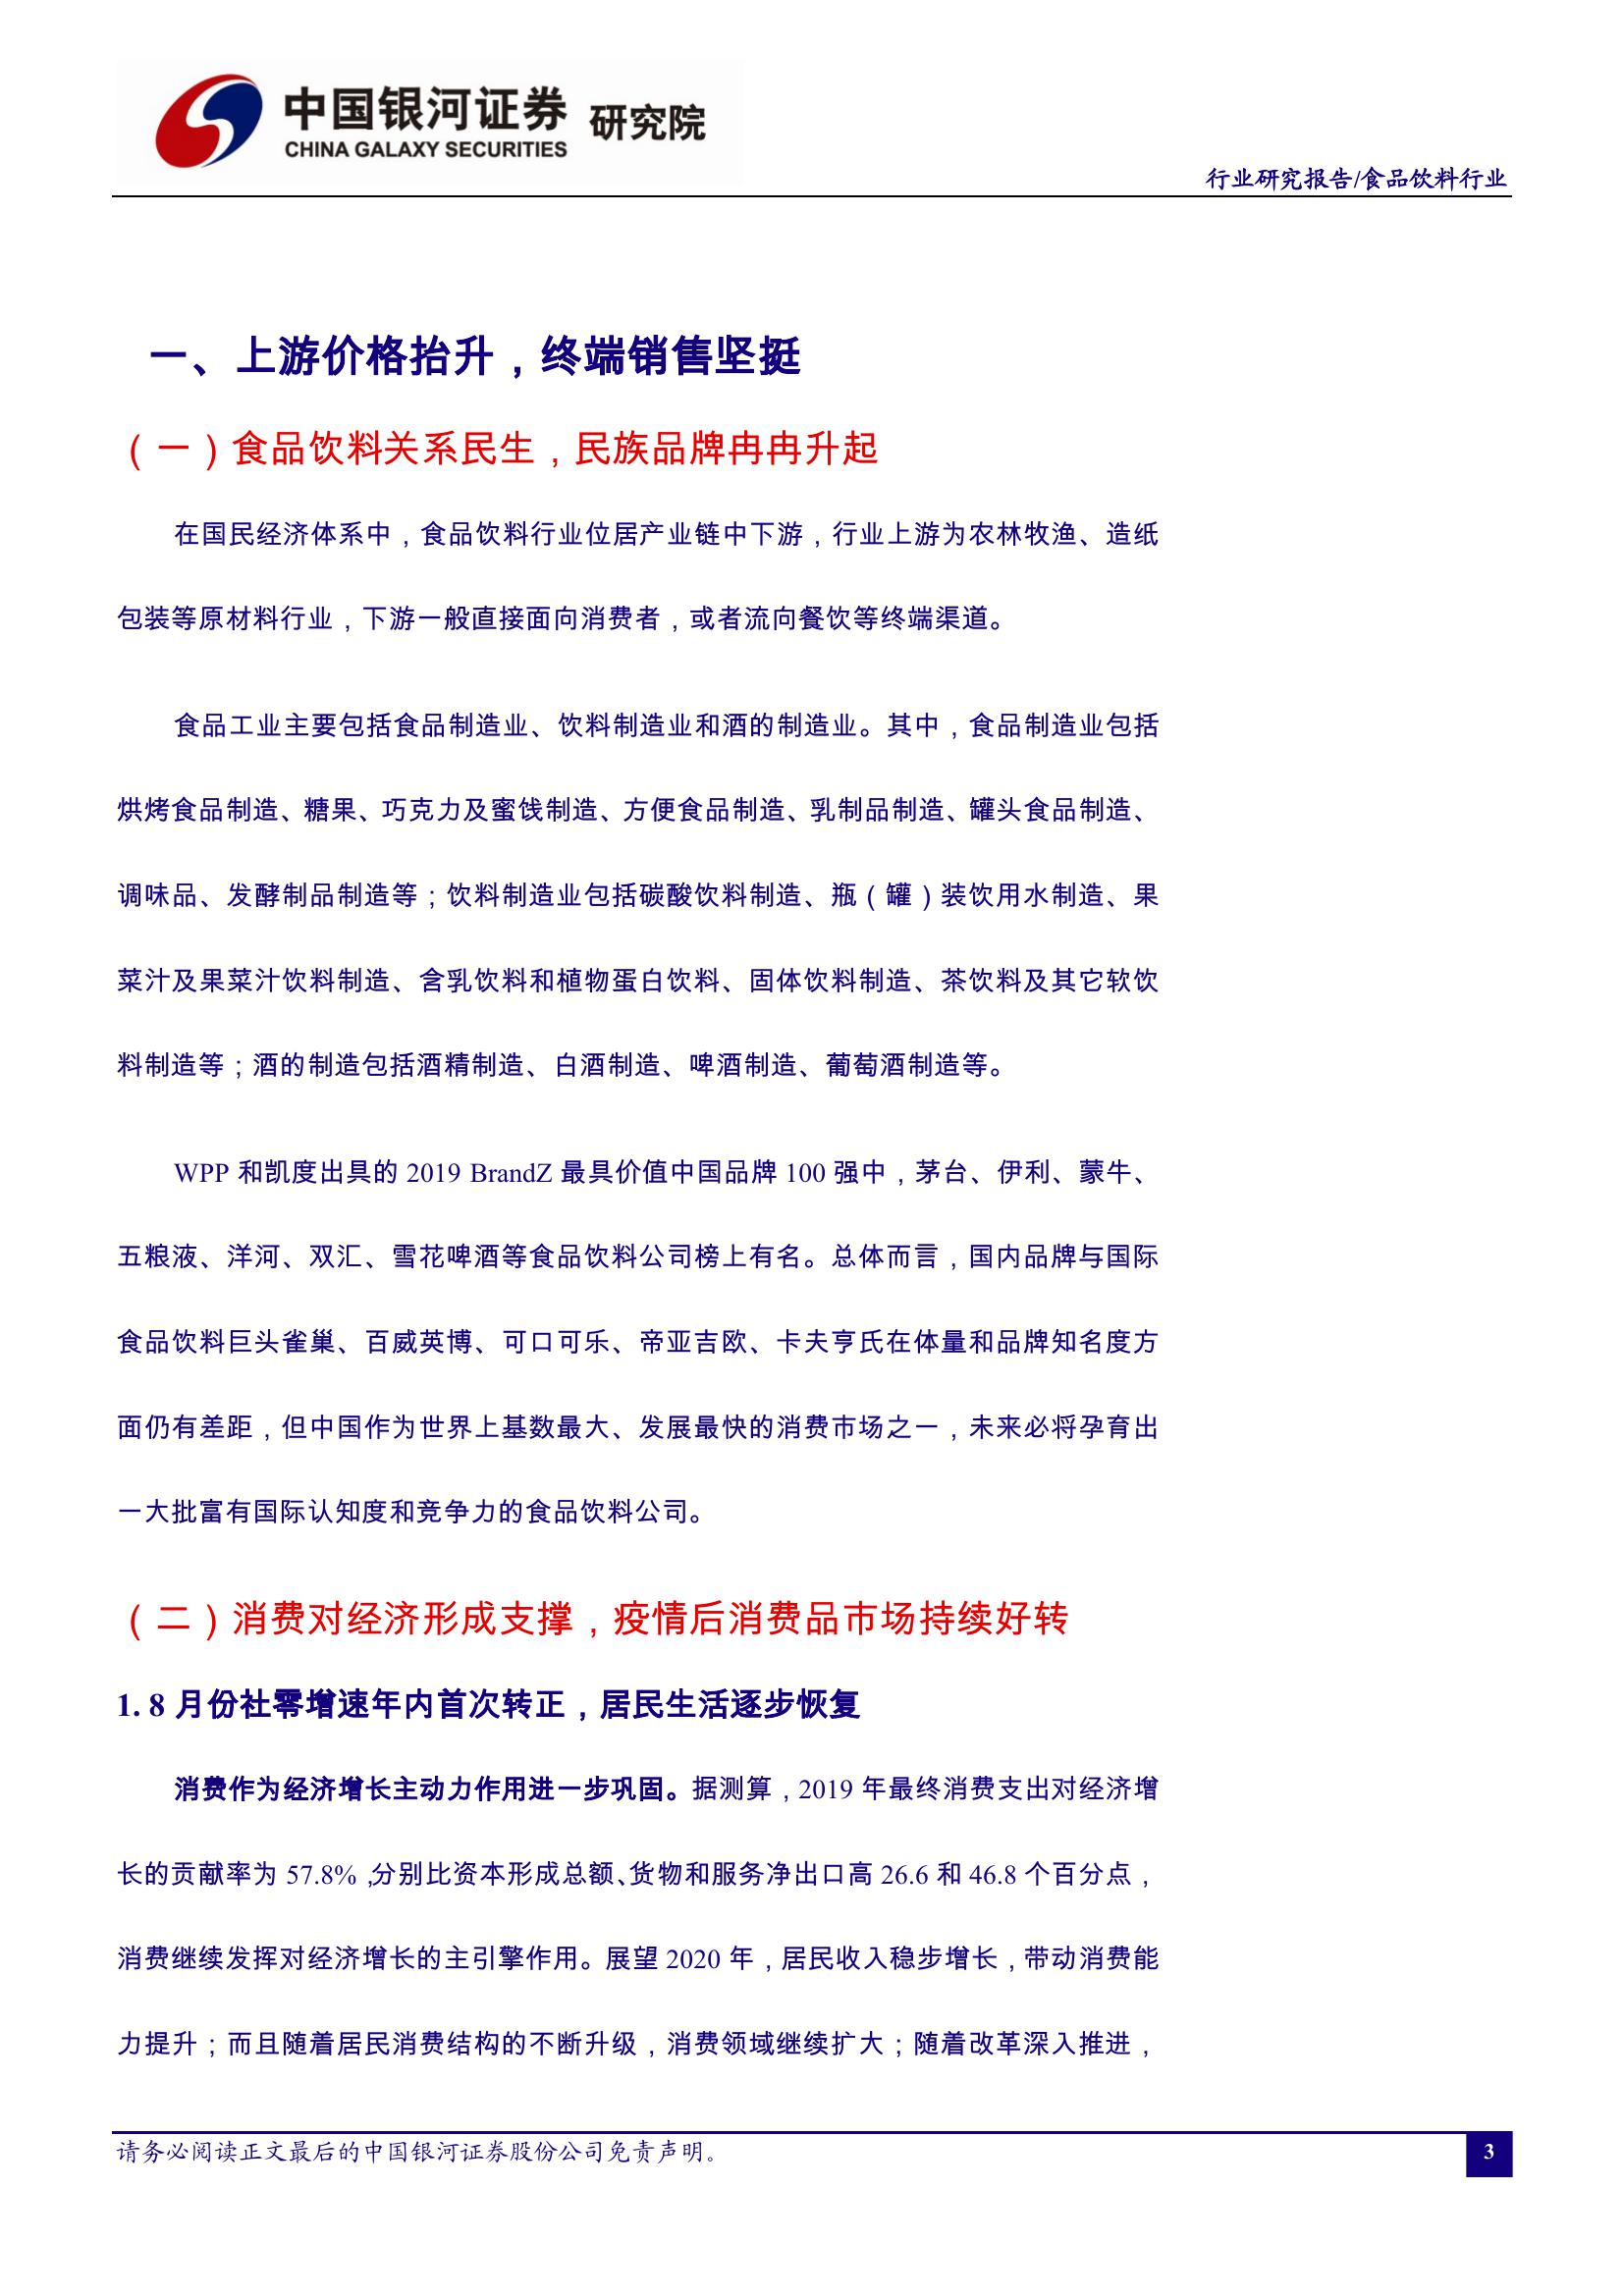 中国银河证券 研究院
CHINA GALAXY SECURITIES
行业研究报告/食品饮料行业
一、上游价格抬升，终端销售坚挺
（一）食品饮料关系民生，民族品牌冉冉升起
在国民经济体系中，食品饮料行业位居产业链中下游，行业上游为农林牧渔、造纸
包装等原材料行业，下游一般直接面向消费者，或者流向餐饮等终端渠道。
食品工业主要包括食品制造业、饮料制造业和酒的制造业。其中，食品制造业包括
烘烤食品制造、糖果、巧克力及蜜饯制造、方便食品制造、乳制品制造、罐头食品制造、
调味品、发酵制品制造等；饮料制造业包括碳酸饮料制造、瓶（罐）装饮用水制造、果
菜汁及果菜汁饮料制造、含乳饮料和植物蛋白饮料、固体饮料制造、茶饮料及其它软饮
料制造等；酒的制造包括酒精制造、白酒制造、啤酒制造、葡萄酒制造等。
WPP 和凯度出具的 2019 BrandZ 最具价值中国品牌 100 强中，茅台、伊利、蒙牛、
五粮液、洋河、双汇、雪花啤酒等食品饮料公司榜上有名。总体而言，国内品牌与国际
食品饮料巨头雀巢、百威英博、可口可乐、帝亚吉欧、卡夫亨氏在体量和品牌知名度方
面仍有差距，但中国作为世界上基数最大、发展最快的消费市场之一，未来必将孕育出
一大批富有国际认知度和竞争力的食品饮料公司。
（二）消费对经济形成支撑，疫情后消费品市场持续好转
1. 8 月份社零增速年内首次转正，居民生活逐步恢复
消费作为经济增长主动力作用进一步巩固。据测算，2019 年最终消费支出对经济增
长的贡献率为 57.8%，分别比资本形成总额、货物和服务净出口高 26.6 和 46.8 个百分点，
消费继续发挥对经济增长的主引擎作用。展望 2020 年，居民收入稳步增长，带动消费能
力提升；而且随着居民消费结构的不断升级，消费领域继续扩大；随着改革深入推进，
请务必阅读正文最后的中国银河证券股份公司免责声明。
3